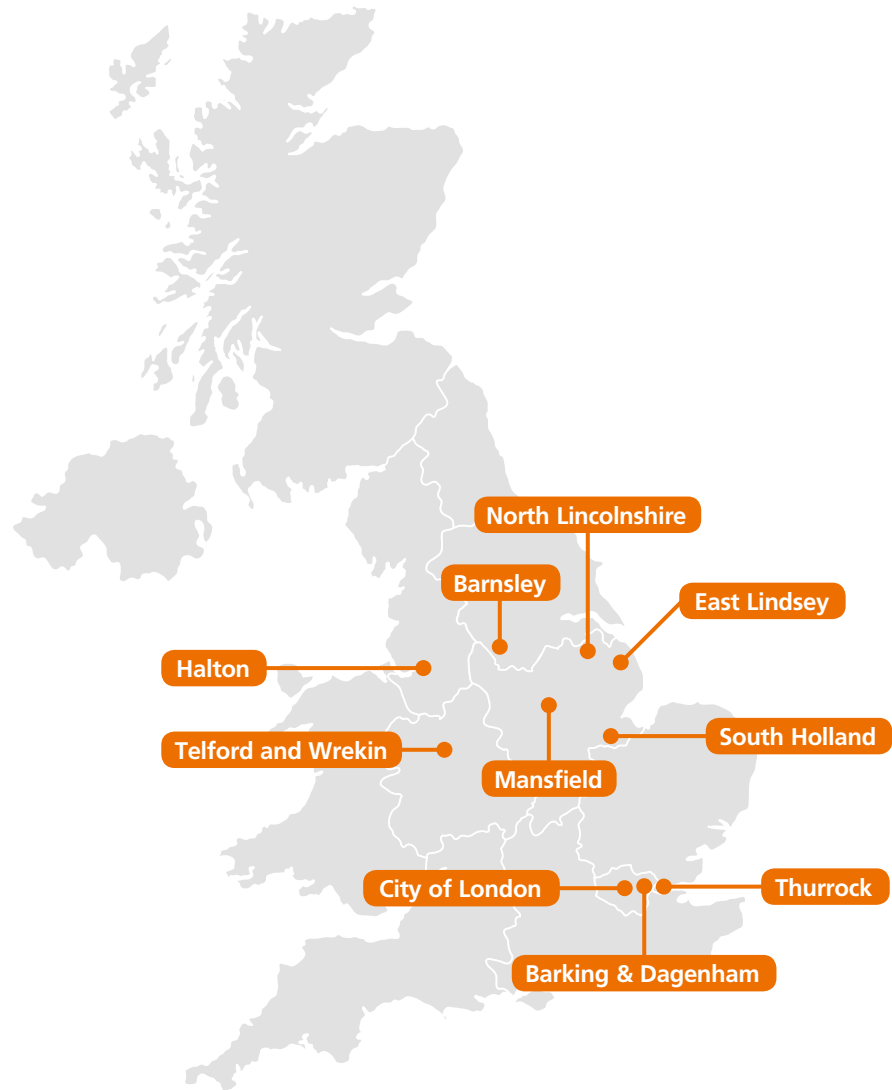 North Lincolnshire
Barnsley
East Lindsey
Halton
South Holland
Telford and Wrekin
Mansfield
City of London
Thurrock
Barking & Dagenham